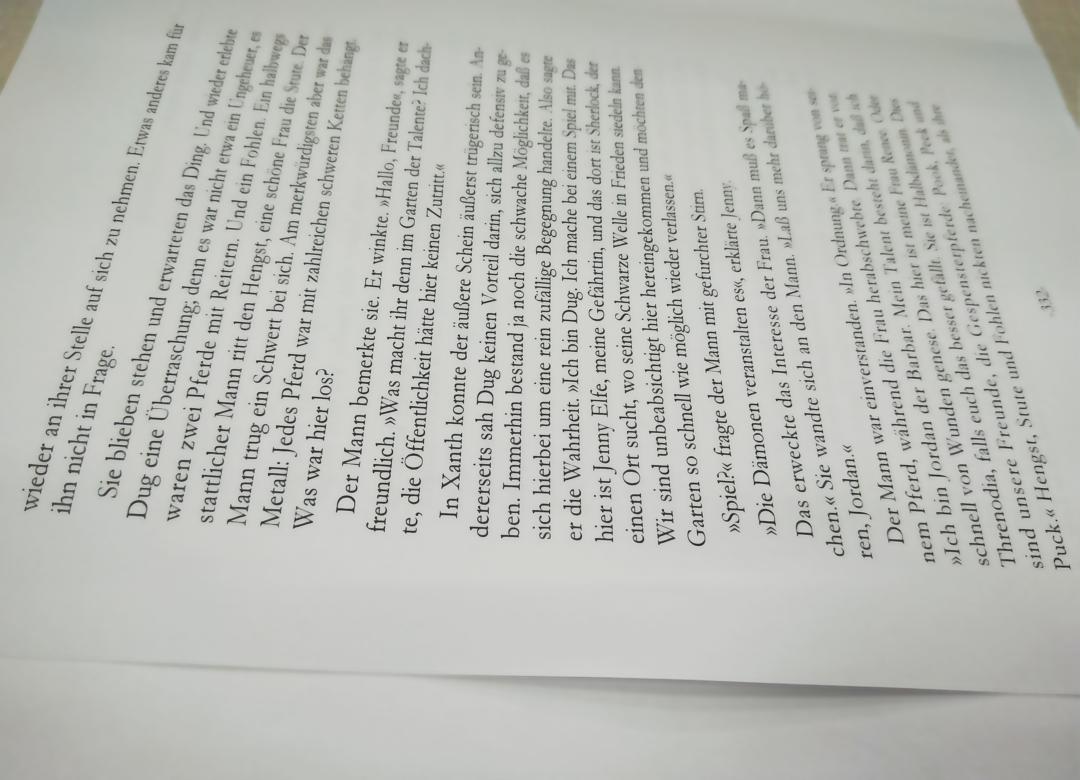 wieder an ihrer Stelle auf sich zu nehmen. Etwas anderes kam für
ihn nicht in Frage.
Sie blieben stehen und erwarteten das Ding. Und wieder erlebte
Dug eine Überraschung; denn es war nicht etwa ein Ungeheuer, es
waren zwei Pferde mit Reitern. Und ein Fohlen. Ein halbwegs
stattlicher Mann ritt den Hengst, eine schöne Frau die Stute. Der
Mann trug ein Schwert bei sich. Am merkwürdigsten aber war das
Metall: Jedes Pferd war mit zahlreichen schweren Ketten behängt.
Was war hier los?
Der Mann bemerkte sie. Er winkte. »Hallo, Freunde«, sagte er
freundlich. »Was macht ihr denn im Garten der Talente? Ich dach-
te, die Öffentlichkeit hätte hier keinen Zutritt.«
In Xanth konnte der äußere Schein äußerst trügerisch sein. An-
dererseits sah Dug keinen Vorteil darin, sich allzu defensiv zu ge-
ben. Immerhin bestand ja noch die schwache Möglichkeit, daß es
sich hierbei um eine rein zufällige Begegnung handelte. Also sagte
er die Wahrheit. »Ich bin Dug. Ich mache bei einem Spiel mit. Das
hier ist Jenny Elfe, meine Gefährtin, und das dort ist Sherlock, der
einen Ort sucht, wo seine Schwarze Welle in Frieden siedeln kann.
Wir sind unbeabsichtigt hier hereingekommen und möchten den
Garten so schnell wie möglich wieder verlassen.«
»Spiel?« fragte der Mann mit gefurchter Stirn.
»Die Dämonen veranstalten es«, erklärte Jenny.
Das erweckte das Interesse der Frau. »Dann muß es Spaß ma-
chen.« Sie wandte sich an den Mann. »Laß uns mehr darüber hö-
ren, Jordan.«
Der Mann war einverstanden. »In Ordnung.« Er sprang von sei-
nem Pferd, während die Frau herabschwebte. Dann trat er vor.
»Ich bin Jordan der Barbar. Mein Talent besteht darin, daß ich
schnell von Wunden genese. Das hier ist meine Frau Renee. Oder
Threnodia, falls euch das besser gefällt. Sie ist Halbdämonin. Dies
sind unsere Freunde, die Gespensterpferde: Pook, Peek und
Puck.« Hengst, Stute und Fohlen nickten nacheinander, als ihre
332